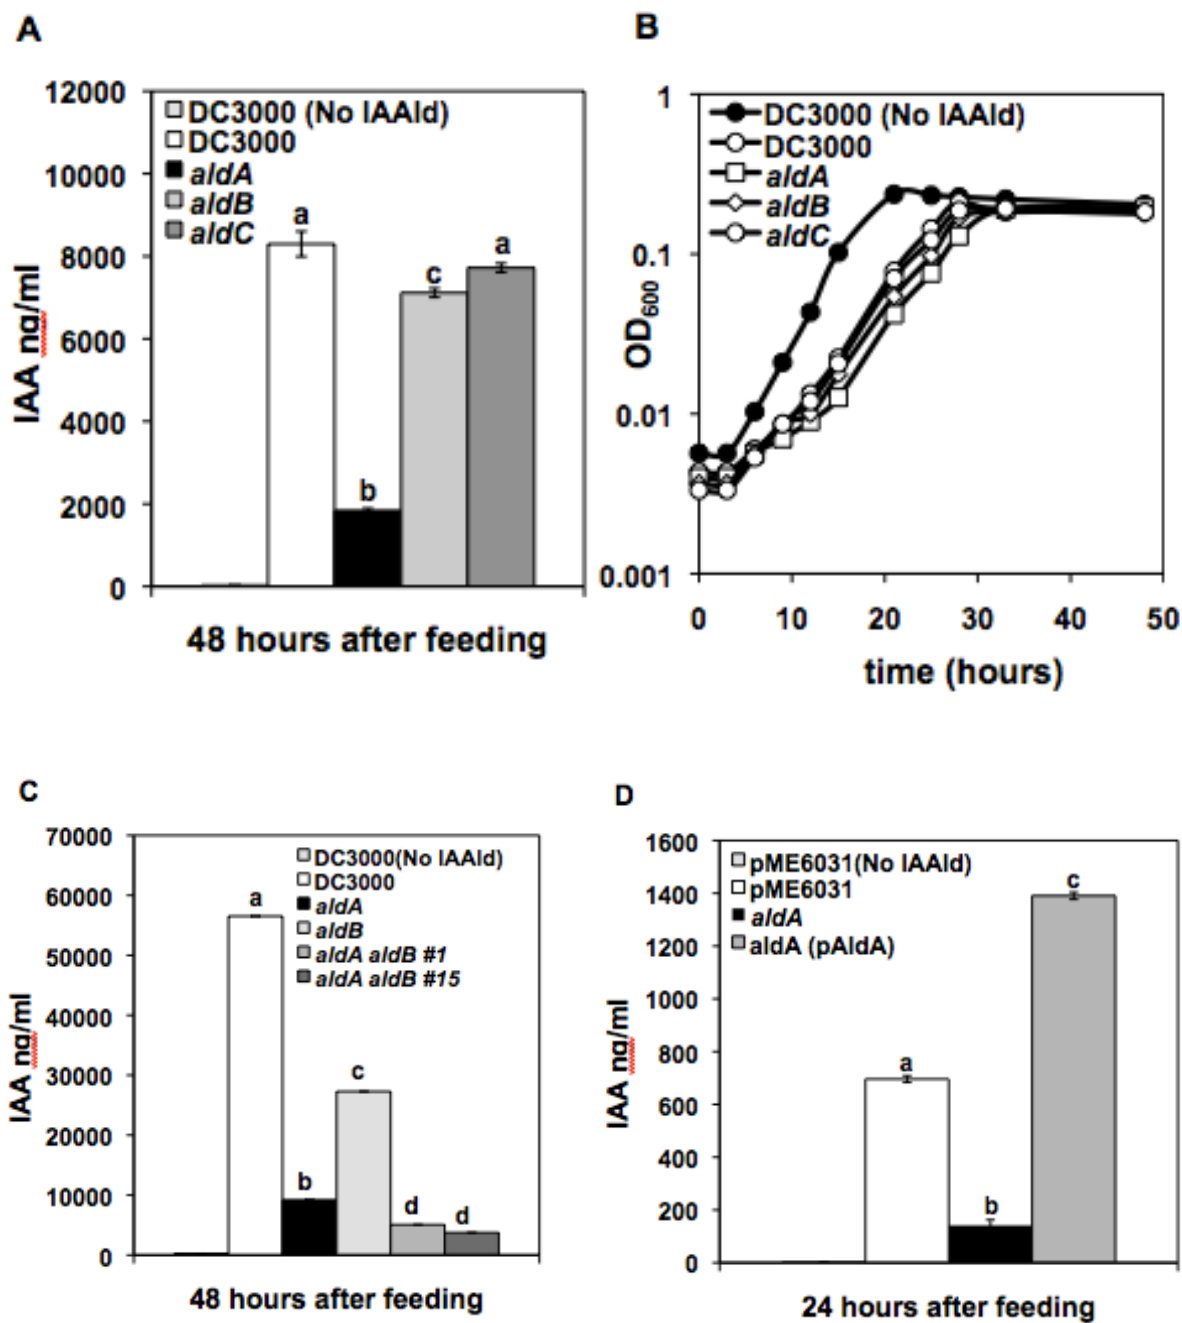 A
12000
10000
8000
6000
4000
2000
0
IAA ng/ml
DC3000 (No IAAld)
DC3000
aldA
aldB
aldC
a
b
c
a
48 hours after feeding
B
1
0.1
0.01
0.001
OD600
DC3000 (No IAAld)
DC3000
aldA
aldB
aldC
0 10 20 30 40 50
time (hours)
C
70000
60000
50000
40000
30000
20000
10000
0
IAA ng/ml
DC3000(No IAAld)
DC3000
aldA
aldB
aldA aldB #1
aldA aldB #15
a
b
c
d
d
48 hours after feeding
D
1600
1400
1200
1000
800
600
400
200
0
IAA ng/ml
pME6031(No IAAld)
pME6031
aldA
aldA (pAldA)
a
b
c
24 hours after feeding